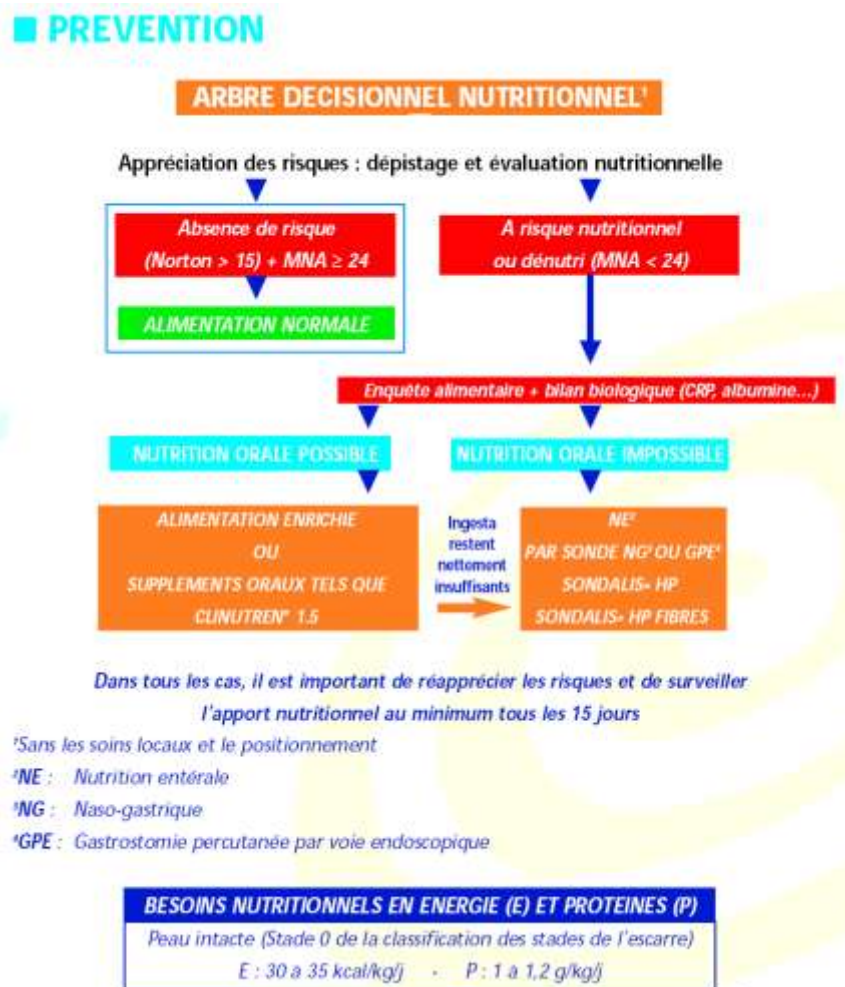 ■ PREVENTION
ARBRE DECISIONNEL NUTRITIONNEL¹
Appréciation des risques : dépistage et évaluation nutritionnelle
Absence de risque
(Norton > 15) + MNA ≥ 24
ALIMENTATION NORMALE
A risque nutritionnel
ou dénutri (MNA < 24)
Enquête alimentaire + bilan biologique (CRP, albumine...)
NUTRITION ORALE POSSIBLE
NUTRITION ORALE IMPOSSIBLE
ALIMENTATION ENRICHIE
OU
SUPPLEMENTS ORAUX TELS QUE
CLINUTREN® 1.5
Ingesta
restent
nettement
insuffisants
NE²
PAR SONDE NG³ OU GPE⁴
SONDALIS® HP
SONDALIS® HP FIBRES
Dans tous les cas, il est important de réapprécier les risques et de surveiller
l'apport nutritionnel au minimum tous les 15 jours
¹Sans les soins locaux et le positionnement
²NE : Nutrition entérale
³NG : Naso-gastrique
⁴GPE : Gastrostomie percutanée par voie endoscopique
BESOINS NUTRITIONNELS EN ENERGIE (E) ET PROTEINES (P)
Peau intacte (Stade 0 de la classification des stades de l'escarre)
E : 30 à 35 kcal/kg/j - P : 1 à 1,2 g/kg/j